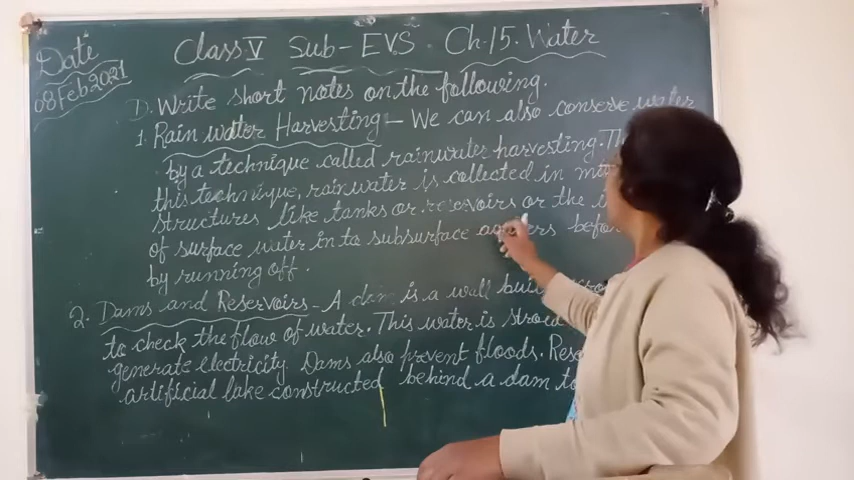 Date
08 Feb 2021
Class V Sub - EVS. Ch.15. Water
D. Write short notes on the following.
1. Rain water Harvesting - We can also conserve water
by a technique called rainwater harvesting.
this technique, rainwater is collected in
structures like tanks or reservoirs or the
of surface water in to subsurface
by running off.
2. Dams and Reservoirs - A dam is a wall
to check the flow of water. This water is
generate electricity. Dams also prevent floods.
artificial lake constructed behind a dam